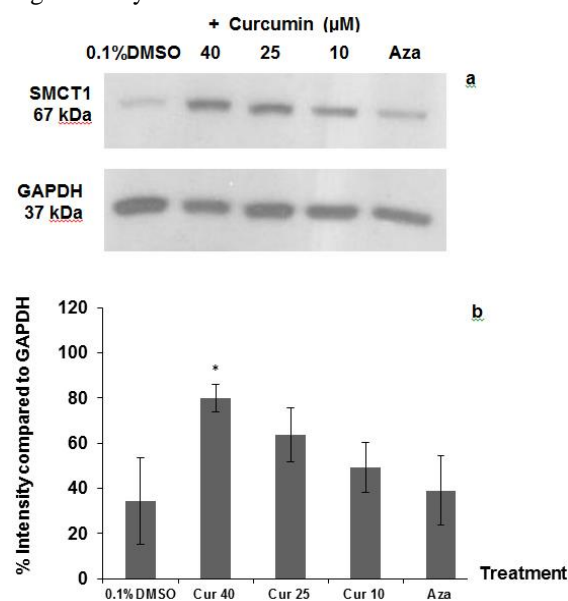 + Curcumin (µM)
0.1%DMSO 40 25 10 Aza
a
SMCT1
67 kDa
GAPDH
37 kDa
b
120
100
80
60
40
20
0
% Intensity compared to GAPDH
*
Treatment
0.1%DMSO Cur 40 Cur 25 Cur 10 Aza